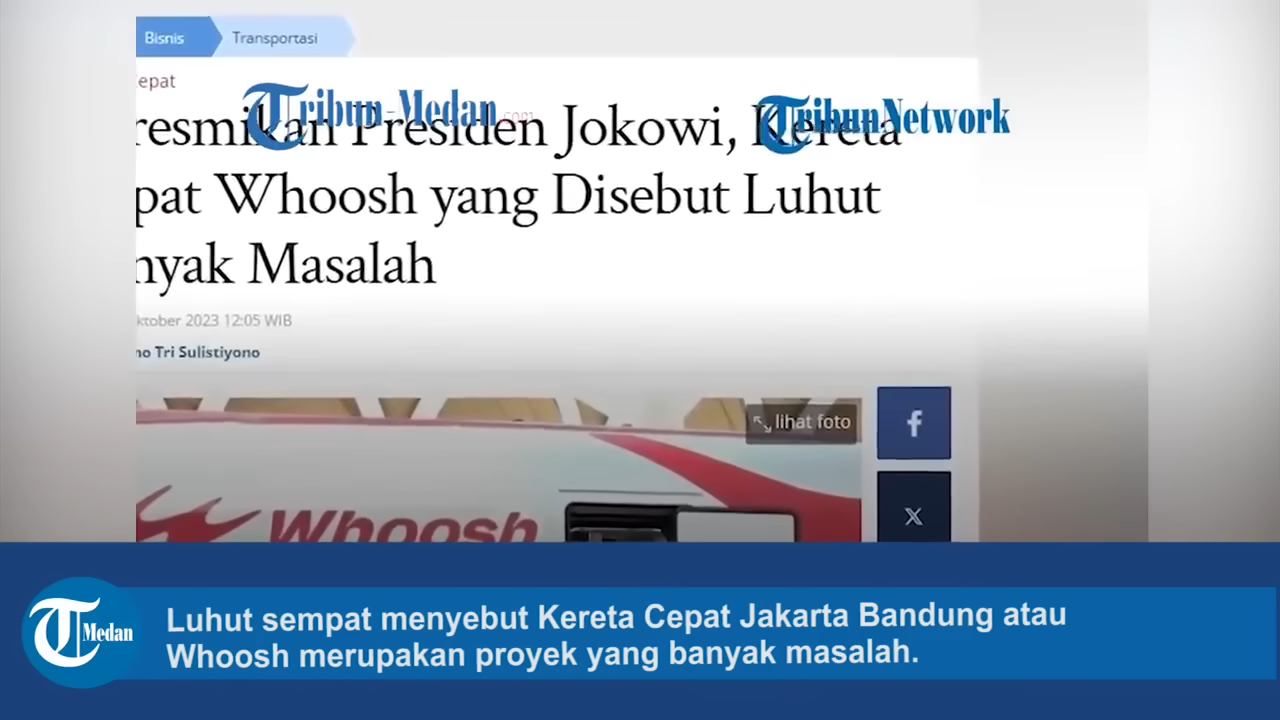 Bisnis Transportasi
epat
Tribun-Medan.com
TribunNetwork
resmikan Presiden Jokowi, Kereta
pat Whoosh yang Disebut Luhut
nyak Masalah
ktober 2023 12:05 WIB
no Tri Sulistiyono
lihat foto
f
X
Whoosh
T Medan
Luhut sempat menyebut Kereta Cepat Jakarta Bandung atau
Whoosh merupakan proyek yang banyak masalah.